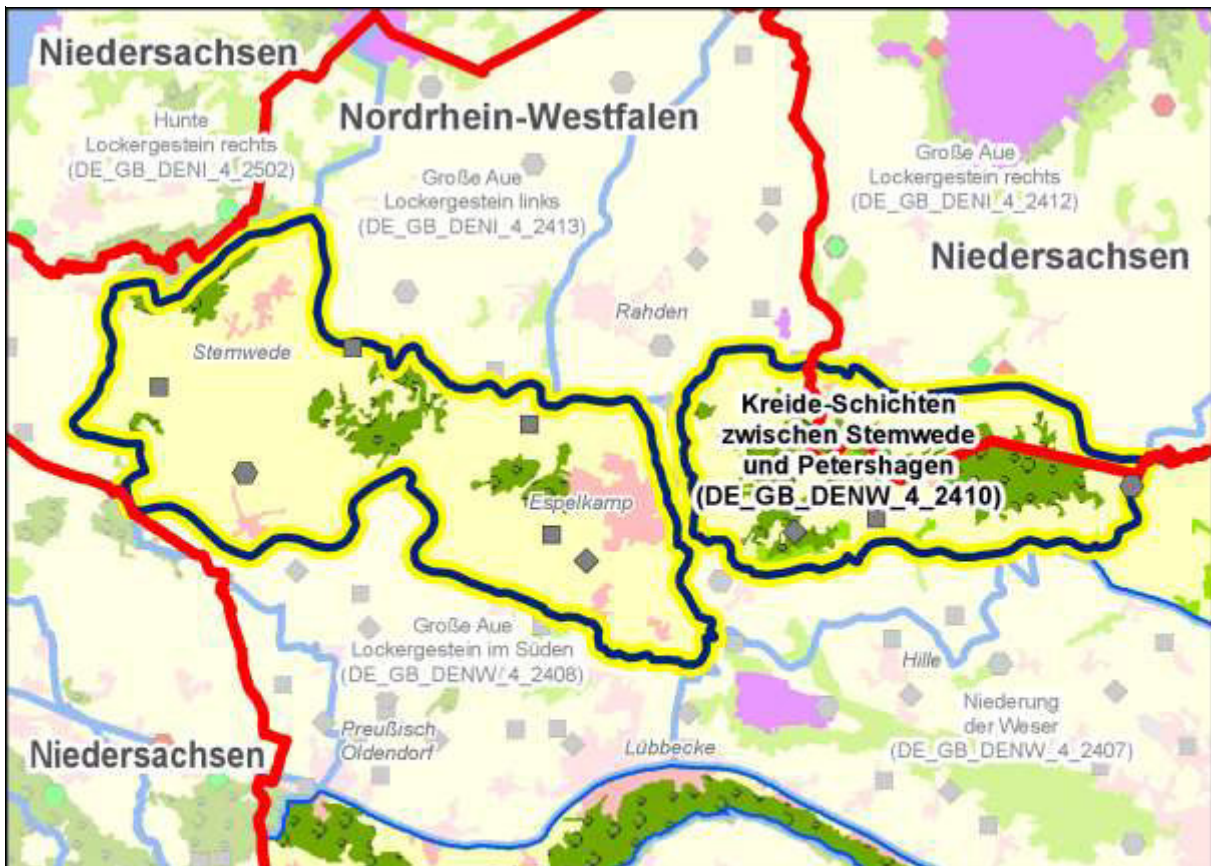 Niedersachsen
Nordrhein-Westfalen
Hunte
Lockergestein rechts
(DE_GB_DENI_4_2502)
Große Aue
Lockergestein links
(DE_GB_DENI_4_2413)
Große Aue
Lockergestein rechts
(DE_GB_DENI_4_2412)
Niedersachsen
Rahden
Stemwede
Kreide-Schichten
zwischen Stemwede
und Petershagen
(DE_GB_DENW_4_2410)
Espelkamp
Große Aue
Lockergestein im Süden
(DE_GB_DENW_4_2408)
Hille
Niederung
der Weser
(DE_GB_DENW_4_2407)
Preußisch
Oldendorf
Lübbecke
Niedersachsen